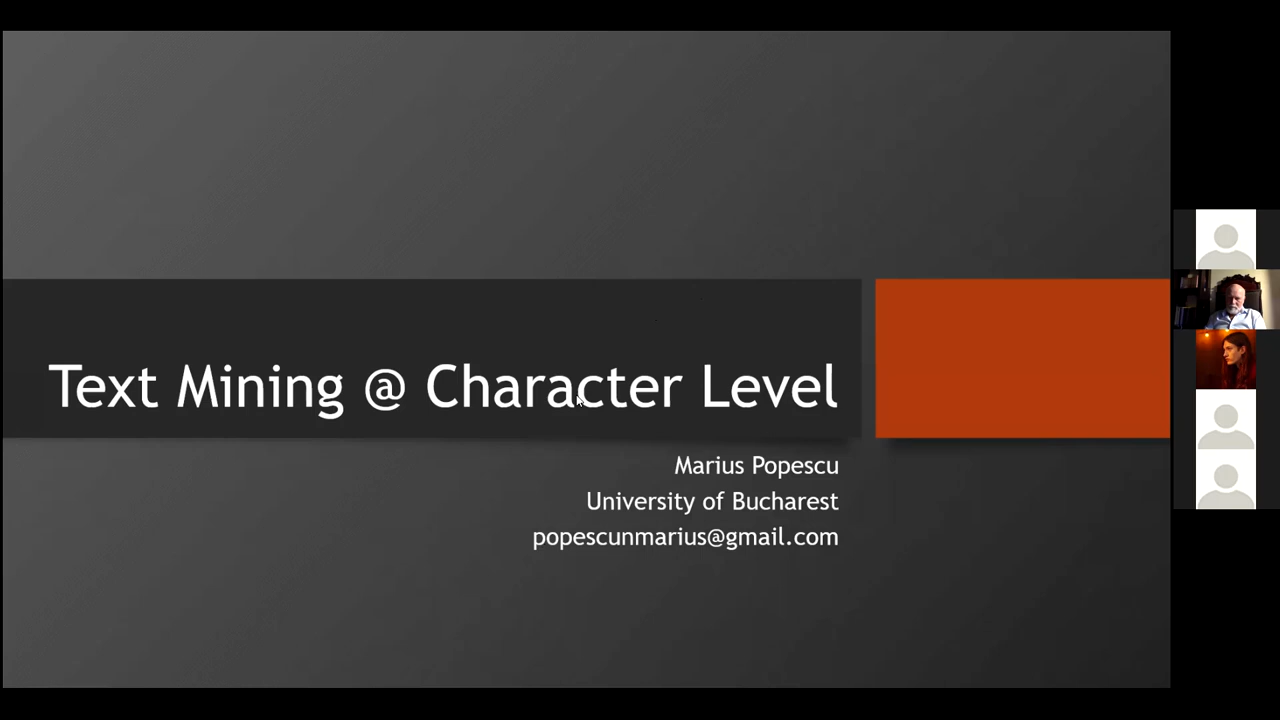 Text Mining @ Character Level
Marius Popescu
University of Bucharest
popescunmarius@gmail.com